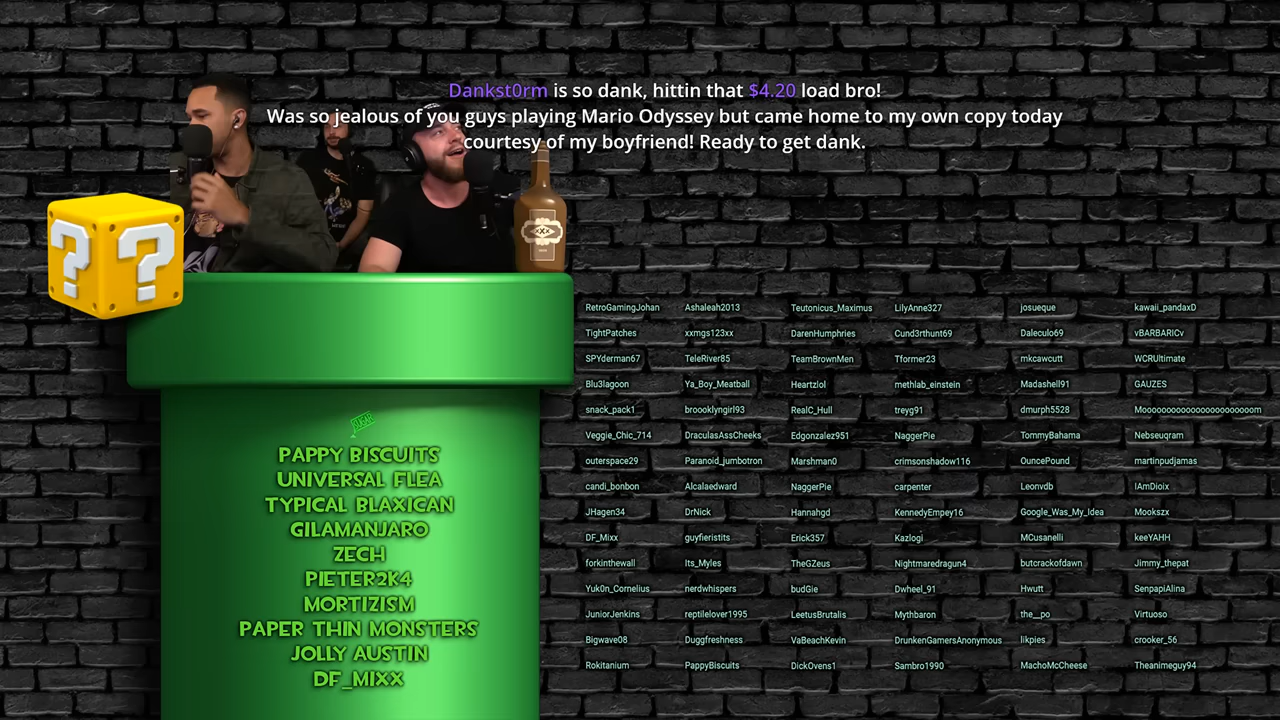 Dankst0rm is so dank, hittin that $4.20 load bro!
Was so jealous of you guys playing Mario Odyssey but came home to my own copy today
courtesy of my boyfriend! Ready to get dank.
XXX
? ?
RetroGamingJohan Ashaleah2013 Teutonicus_Maximus LilyAnne327 josueque kawaii_pandaxD
TightPatches xxmgs123xx DarenHumphries Cund3rthunt69 Daleculo69 vBARBARICv
SPYderman67 TeleRiver85 TeamBrownMen Tformer23 mkcawcutt WCRUltimate
Blu3lagoon Ya_Boy_Meatball Heartzlol methlab_einstein Madashell91 GAUZES
snack_pack1 broooklyngirl93 RealC_Hull treyg91 dmurph5528 Mooooooooooooooooooooooom
Veggie_Chic_714 DraculasAssCheeks Edgonzalez951 NaggerPie TommyBahama Nebseuqram
outerspace29 Paranoid_jumbotron Marshman0 crimsonshadow116 OuncePound martinpudjamas
candi_bonbon Alcalaedward NaggerPie carpenter Leonvdb IAmDioix
JHagen34 DrNick Hannahgd KennedyEmpey16 Google_Was_My_Idea Mookszx
DF_Mixx guyfieristits Erick357 Kazlogi MCusanelli keeYAHH
forkinthewall Its_Myles TheGZeus Nightmaredragun4 butcrackofdawn Jimmy_thepat
Yuk0n_Cornelius nerdwhispers budGie Dwheel_91 Hwutt SenpapiAlina
JuniorJenkins reptilelover1995 LeetusBrutalis Mythbaron the__po Virtuoso
Bigwave08 Duggfreshness VaBeachKevin DrunkenGamersAnonymous likpies crooker_56
Rokitanium PappyBiscuits DickOvens1 Sambro1990 MachoMcCheese Theanimeguy94
PAPPY BISCUITS
UNIVERSAL FLEA
TYPICAL BLAXICAN
GILAMANJARO
ZECH
PIETER2K4
MORTIZISM
PAPER THIN MONSTERS
JOLLY AUSTIN
DF_MIXX